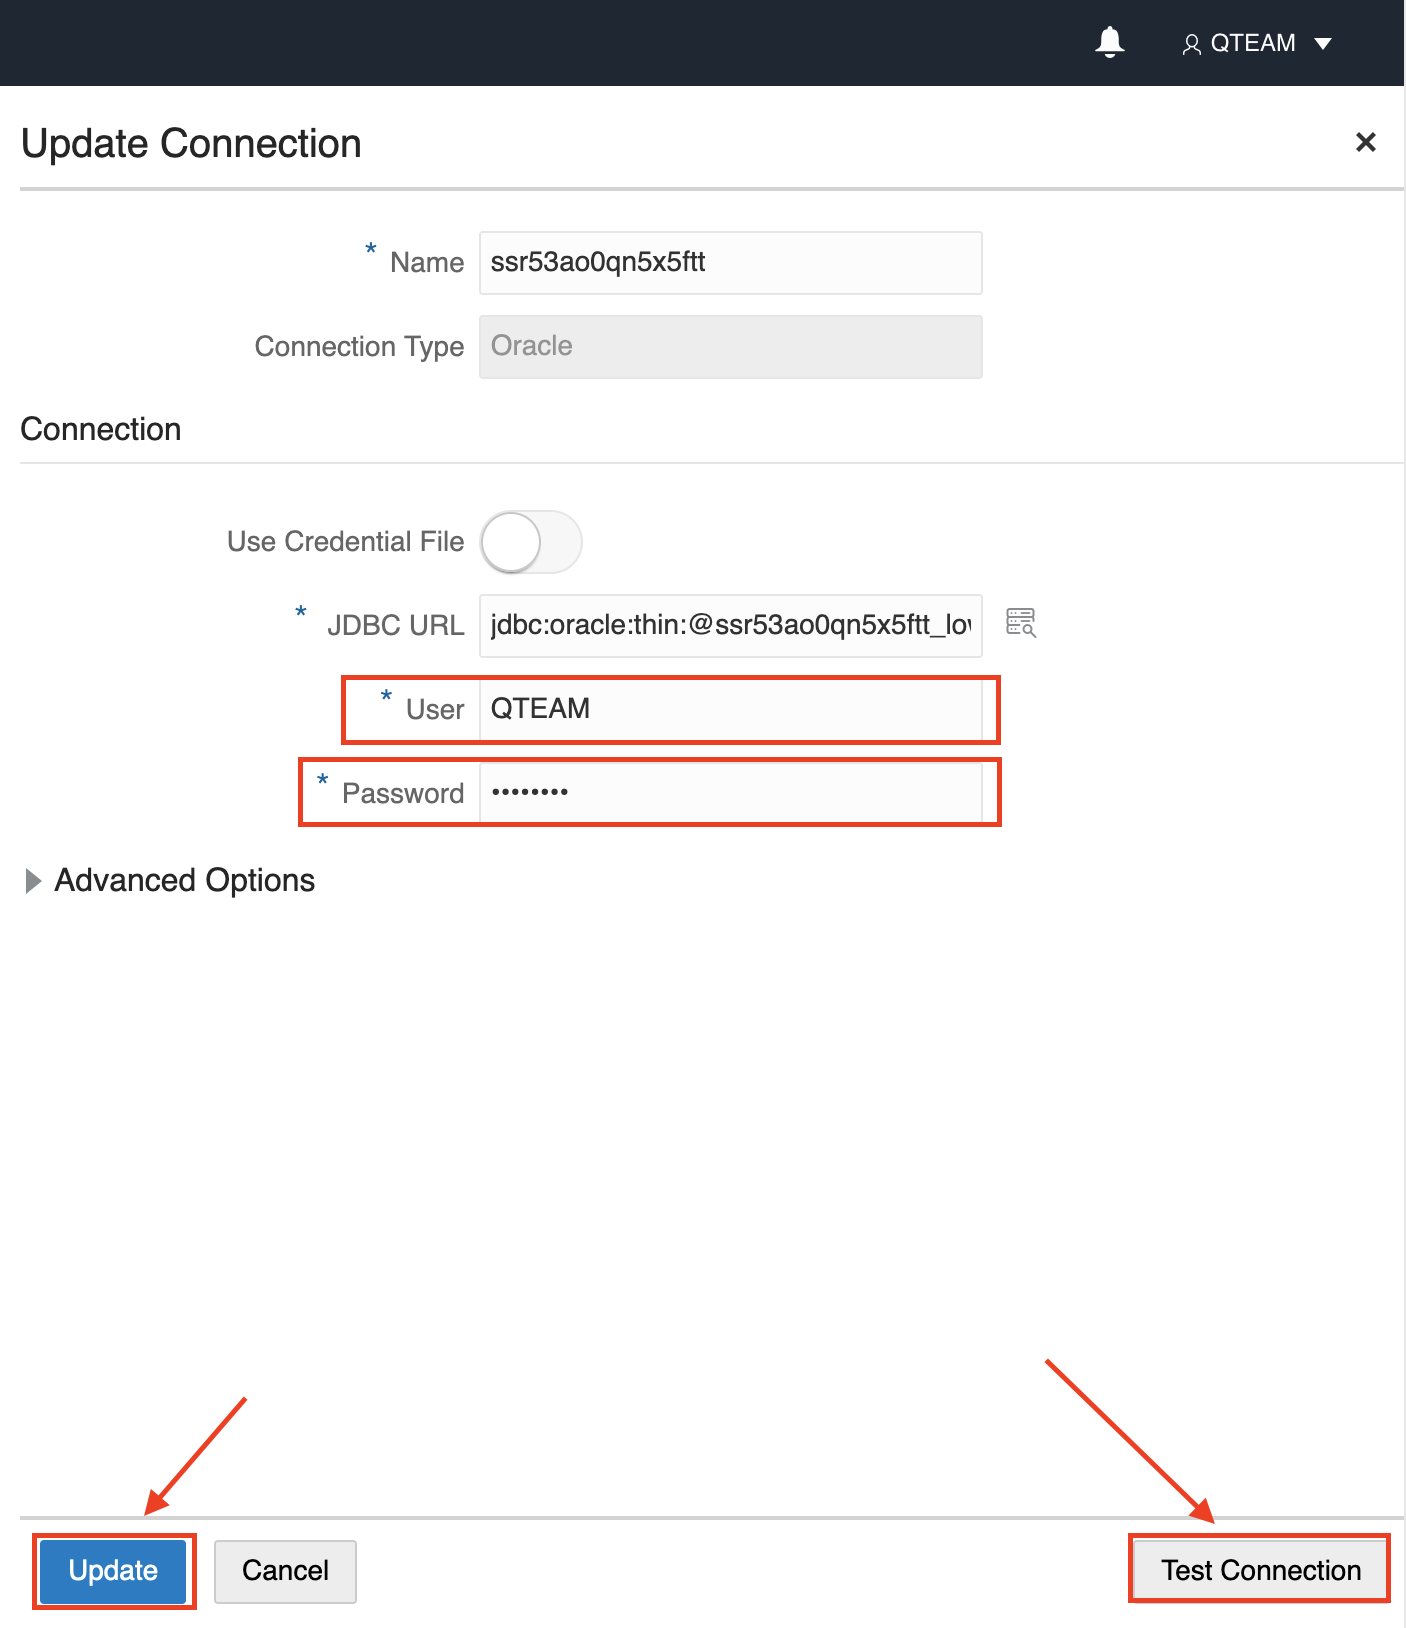 QTEAM
Update Connection
* Name ssr53ao0qn5x5ftt
Connection Type Oracle
Connection
Use Credential File
* JDBC URL jdbc:oracle:thin:@ssr53ao0qn5x5ftt_lo
* User QTEAM
* Password ••••••••
Advanced Options
Update Cancel Test Connection